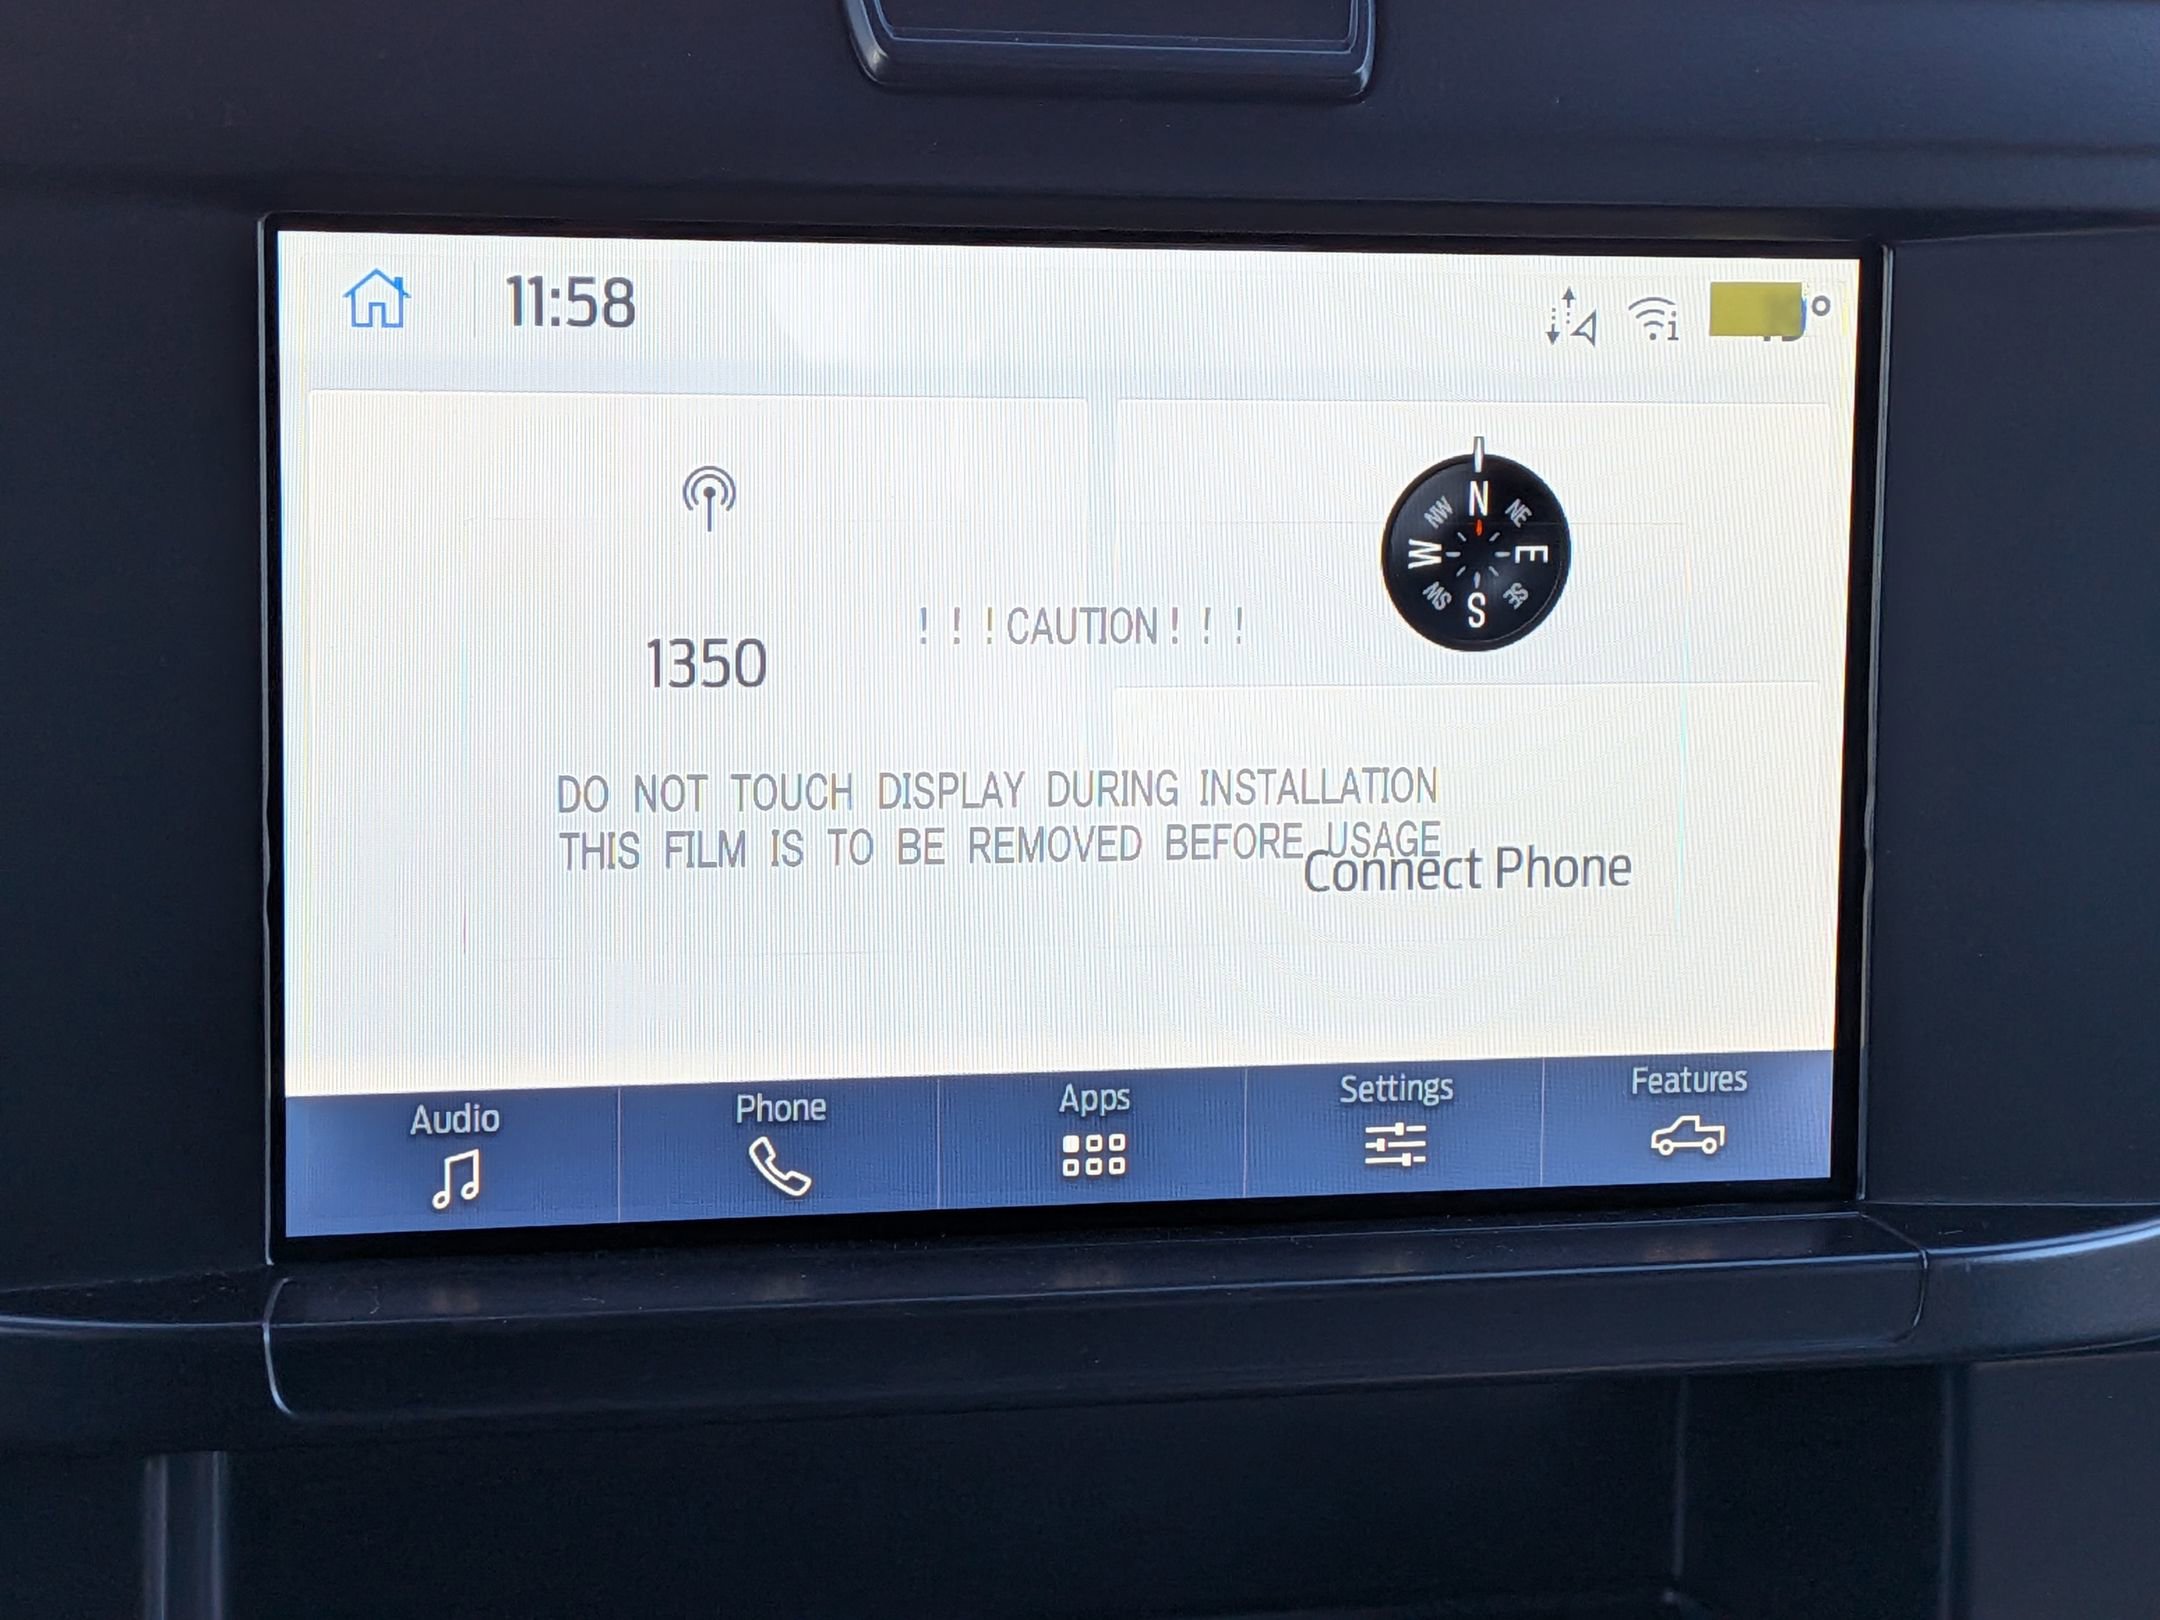 11:58
N
NW NE
W E
SW SE
S
! ! ! CAUTION ! ! !
1350
DO NOT TOUCH DISPLAY DURING INSTALLATION
THIS FILM IS TO BE REMOVED BEFORE USAGE
Connect Phone
Audio Phone Apps Settings Features